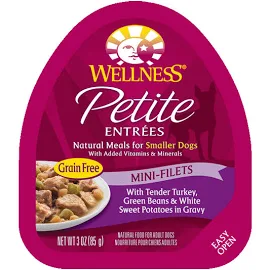 WELLNESS®
Petite
ENTRÉES
Natural Meals for Smaller Dogs
With Added Vitamins & Minerals
Grain Free
MINI-FILETS
With Tender Turkey,
Green Beans & White
Sweet Potatoes in Gravy
NATURAL FOOD FOR ADULT DOGS
NOURRITURE POUR CHIENS ADULTES
NET WT 3 OZ (85 g)
EASY
OPEN